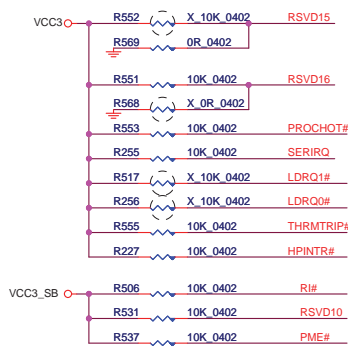 R552 X_10K_0402 RSVD15
VCC3
R569 0R_0402
R551 10K_0402 RSVD16
R568 X_0R_0402
R553 10K_0402 PROCHOT#
R255 10K_0402 SERIRQ
R517 X_10K_0402 LDRQ1#
R256 X_10K_0402 LDRQ0#
R555 10K_0402 THRMTRIP#
R227 10K_0402 HPINTR#
VCC3_SB R506 10K_0402 RI#
R531 10K_0402 RSVD10
R537 10K_0402 PME#